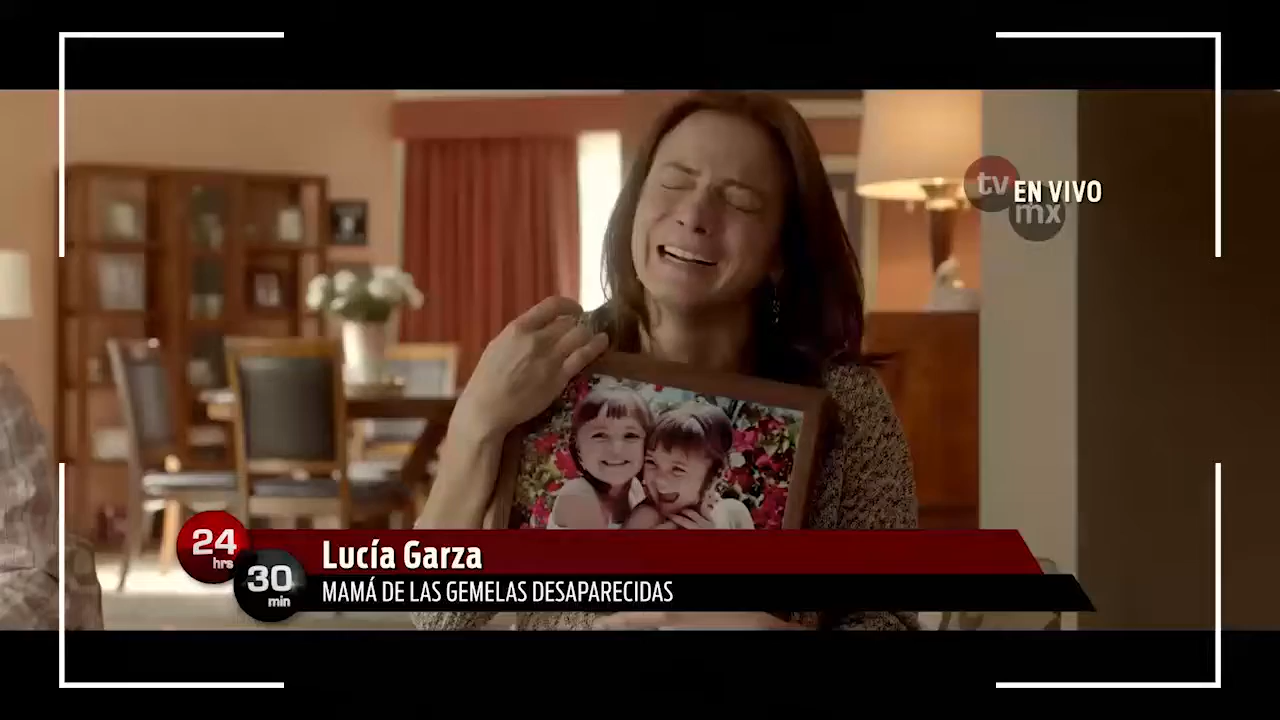 tv EN VIVO
mx
24 hrs
30 min
Lucía Garza
MAMÁ DE LAS GEMELAS DESAPARECIDAS